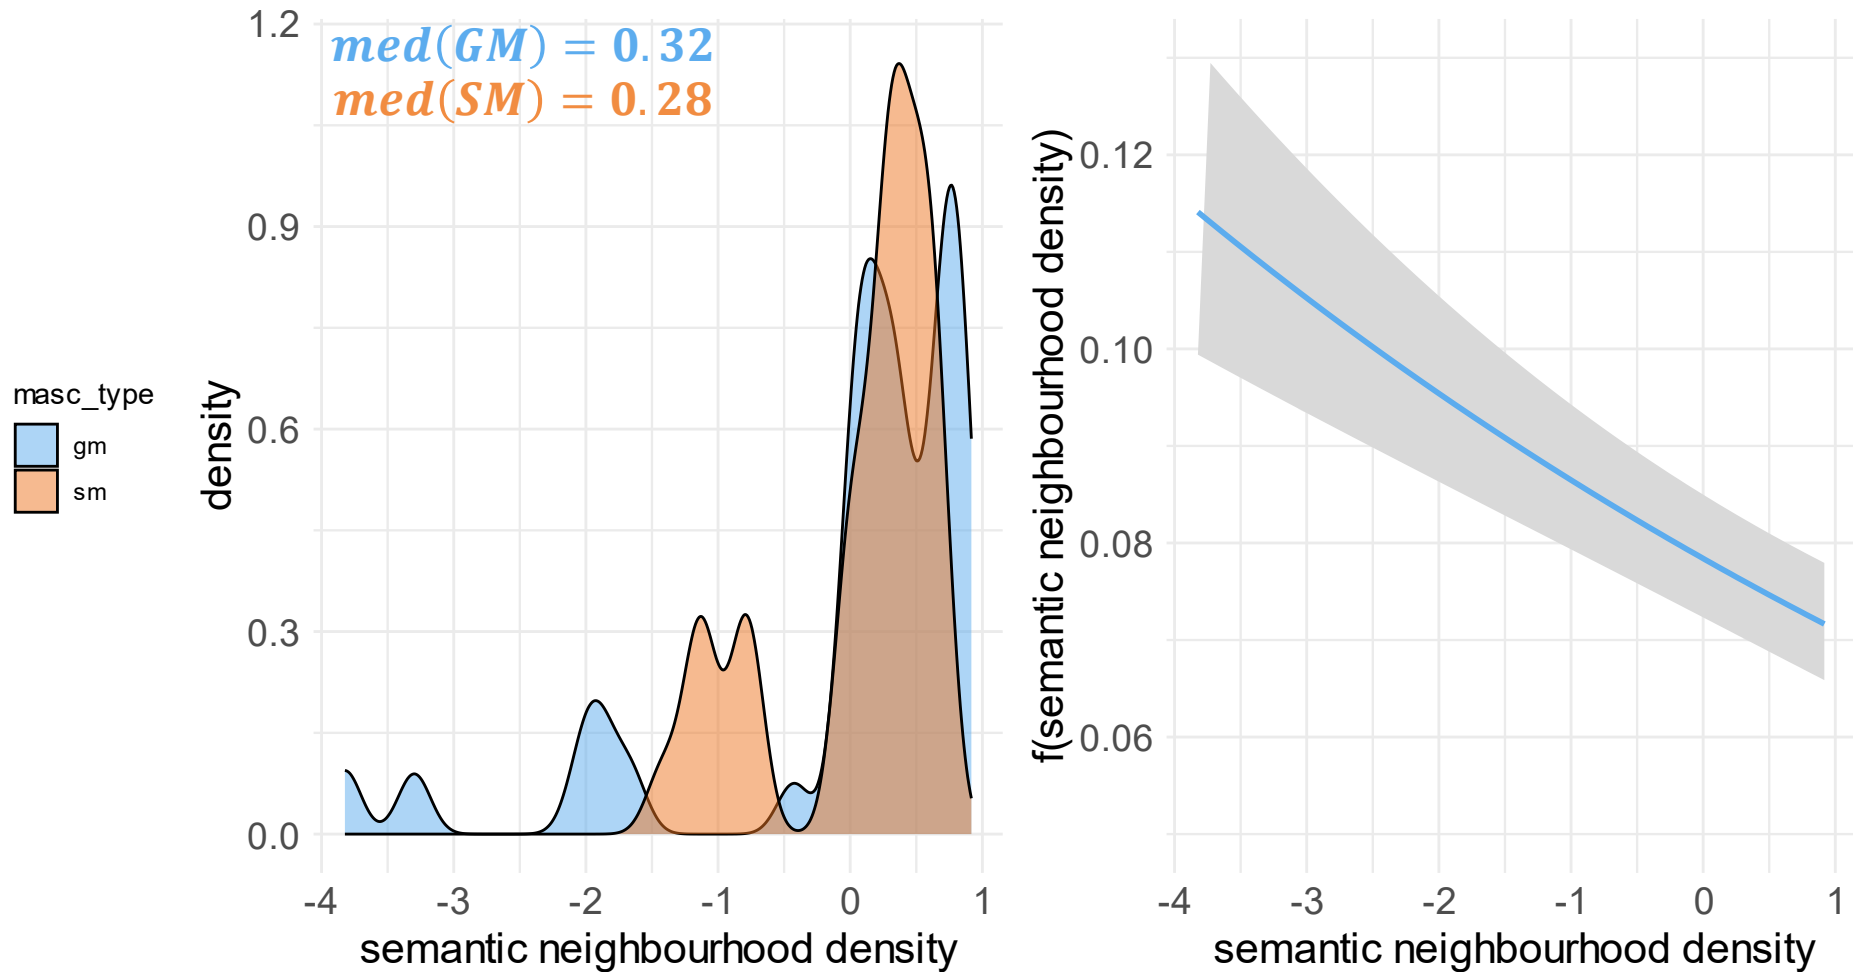 masc_type
gm
sm
med(GM) = 0.32
med(SM) = 0.28
density
1.2
0.9
0.6
0.3
0.0
-4 -3 -2 -1 0 1
semantic neighbourhood density
f(semantic neighbourhood density)
0.12
0.10
0.08
0.06
-4 -3 -2 -1 0 1
semantic neighbourhood density